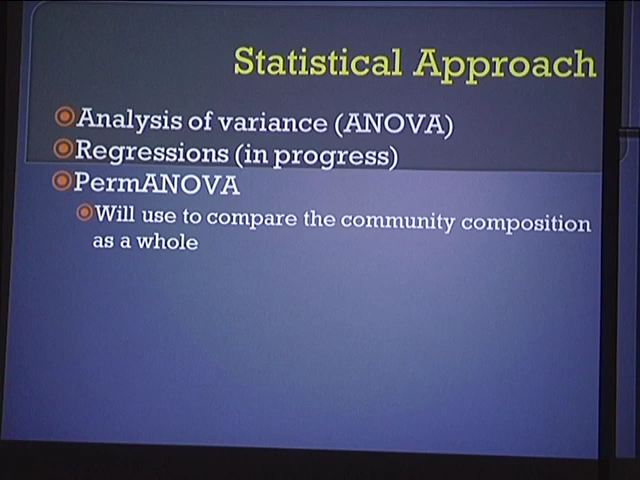 Statistical Approach
Analysis of variance (ANOVA)
Regressions (in progress)
PermANOVA
Will use to compare the community composition
as a whole